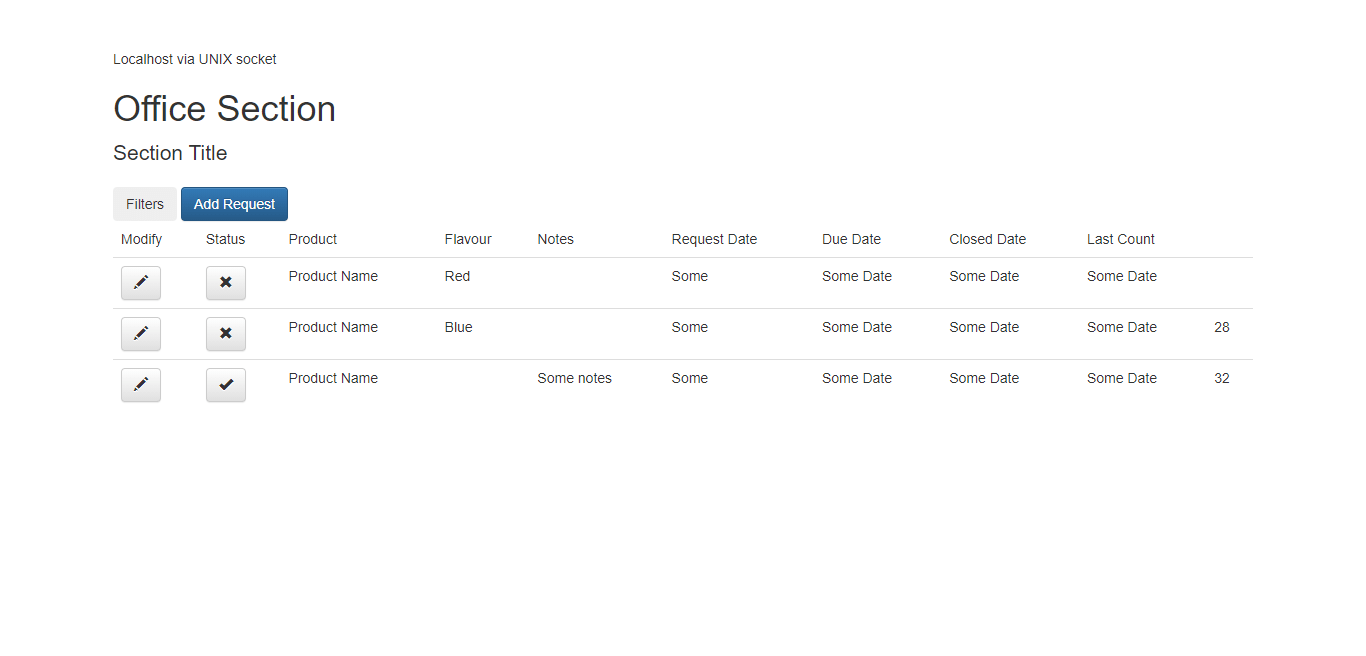 Localhost via UNIX socket
Office Section
Section Title
Filters Add Request
Modify Status Product Flavour Notes Request Date Due Date Closed Date Last Count
Product Name Red Some Some Date Some Date Some Date
Product Name Blue Some Some Date Some Date Some Date 28
Product Name Some notes Some Some Date Some Date Some Date 32